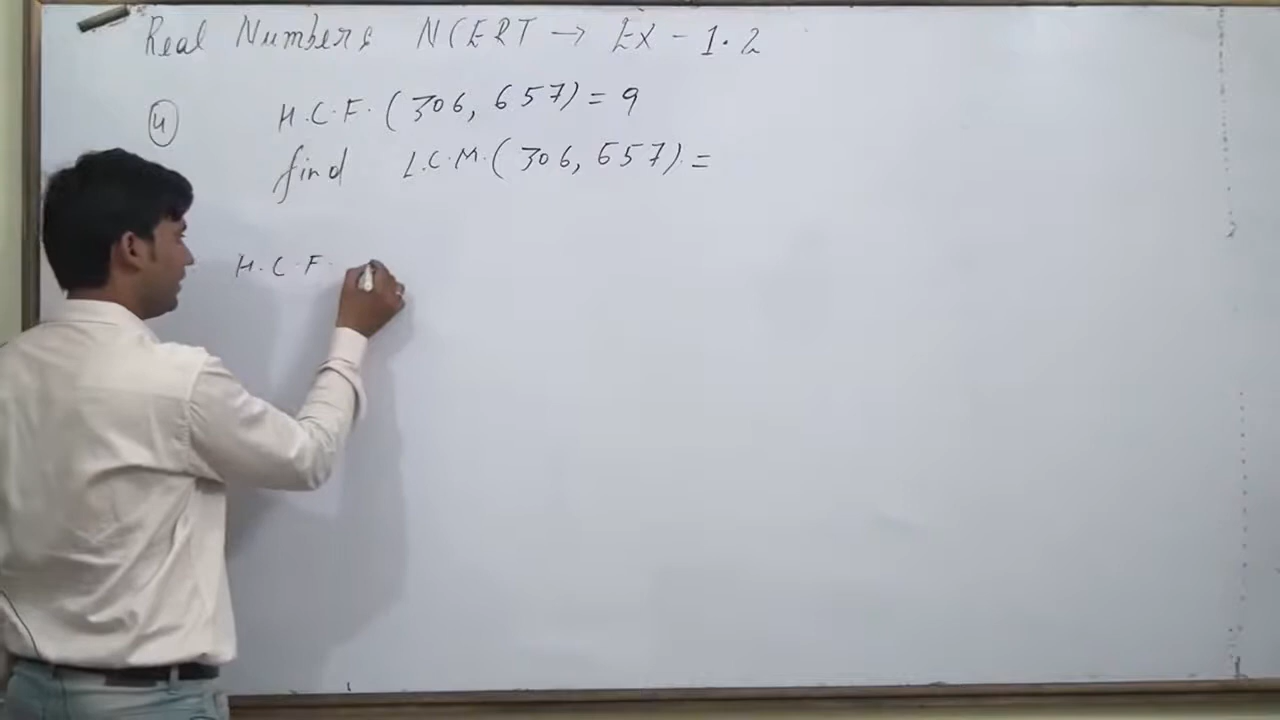 Real Numbers NCERT → EX - 1.2
4 H.C.F. (306, 657) = 9
find L.C.M. (306, 657) =
H.C.F.